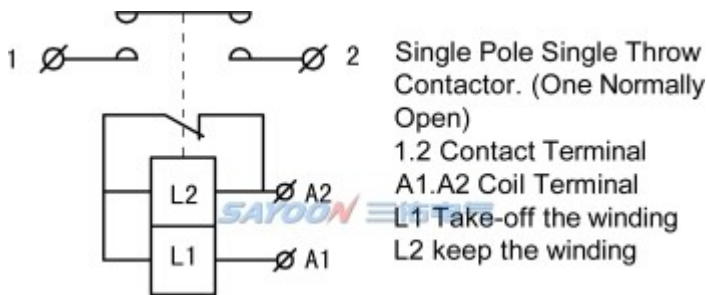 1
2
Single Pole Single Throw
Contactor. (One Normally
Open)
1.2 Contact Terminal
A1.A2 Coil Terminal
L1 Take-off the winding
L2 keep the winding
L2
A2
SAYOON
L1
A1